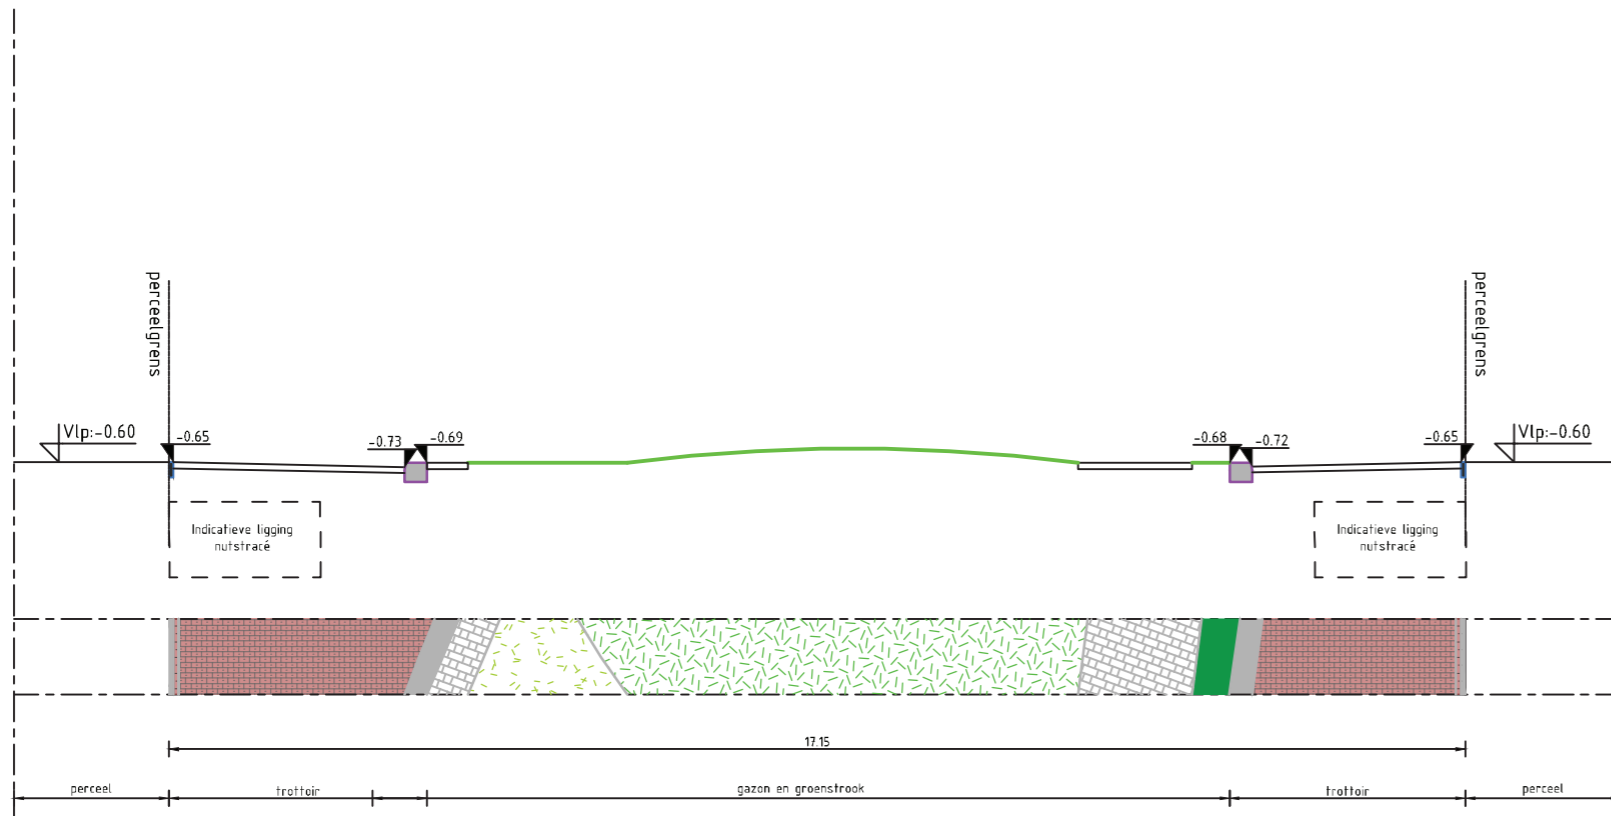 perceelgrens
perceelgrens
Vlp:-0.60
-0.65
-0.73
-0.69
-0.68
-0.72
-0.65
Vlp:-0.60
Indicatieve ligging
nutstracé
Indicatieve ligging
nutstracé
17.15
perceel
trottoir
gazon en groenstrook
trottoir
perceel